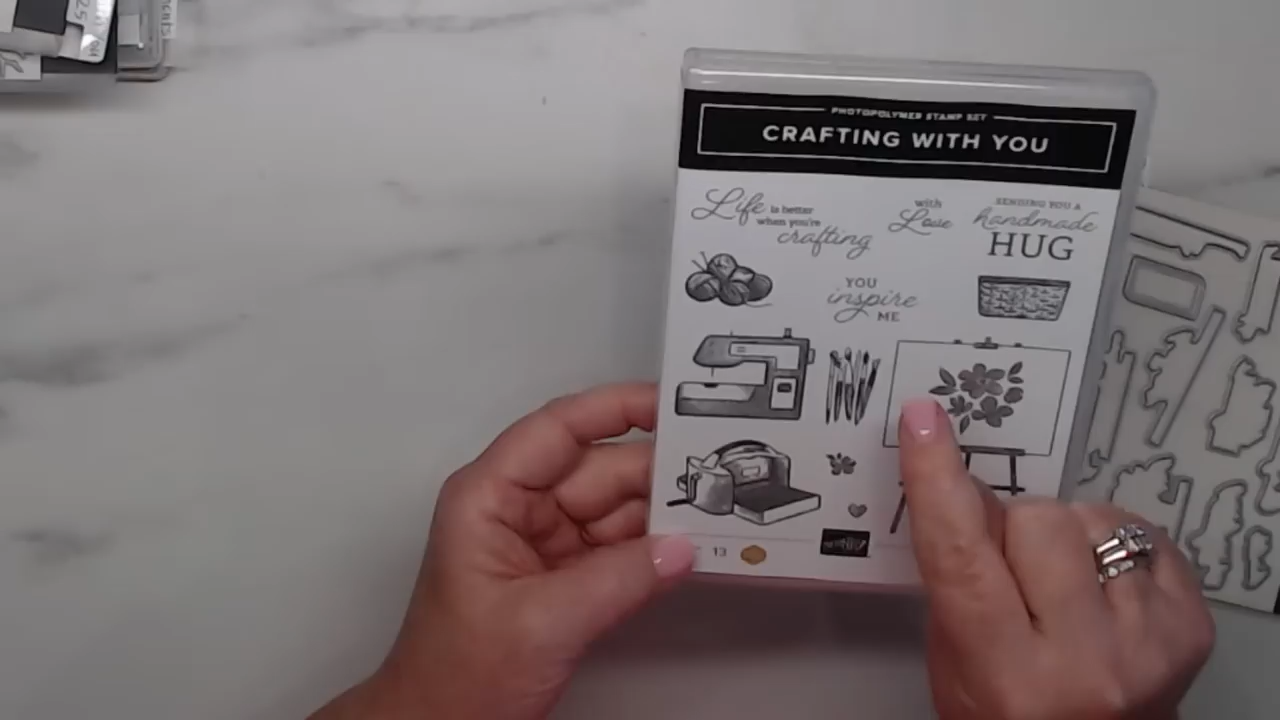 PHOTOPOLYMER STAMP SET
CRAFTING WITH YOU
Life is better
when you're
crafting
with
Love
SENDING YOU A
handmade
HUG
YOU
inspire
ME
13